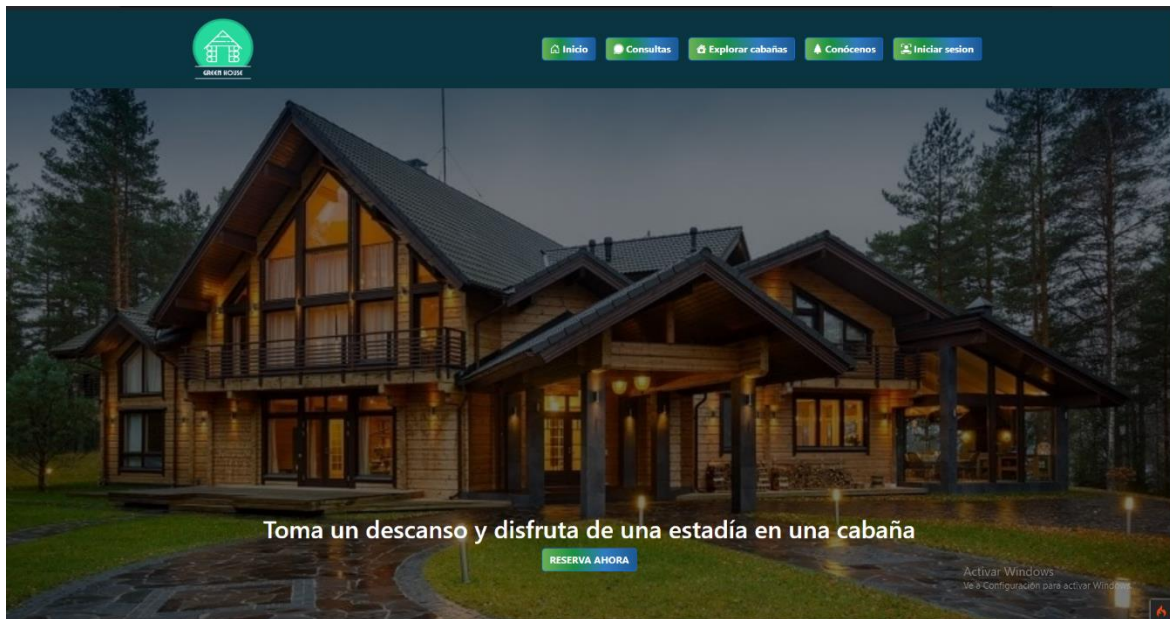 GREEN HOUSE
Inicio
Consultas
Explorar cabañas
Conócenos
Iniciar sesion
Toma un descanso y disfruta de una estadía en una cabaña
RESERVA AHORA
Activar Windows
Ve a Configuración para activar Windows.